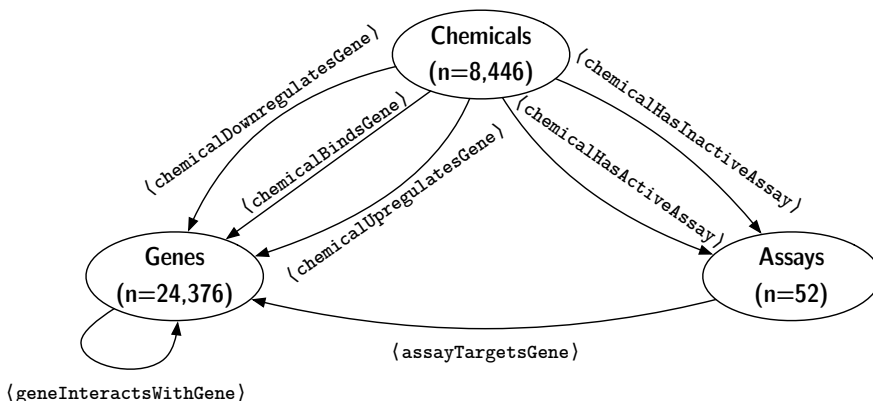 Chemicals
(n=8,446)
⟨chemicalDownregulatesGene⟩
⟨chemicalBindsGene⟩
⟨chemicalUpregulatesGene⟩
⟨chemicalHasActiveAssay⟩
⟨chemicalHasInactiveAssay⟩
Genes
(n=24,376)
Assays
(n=52)
⟨assayTargetsGene⟩
⟨geneInteractsWithGene⟩